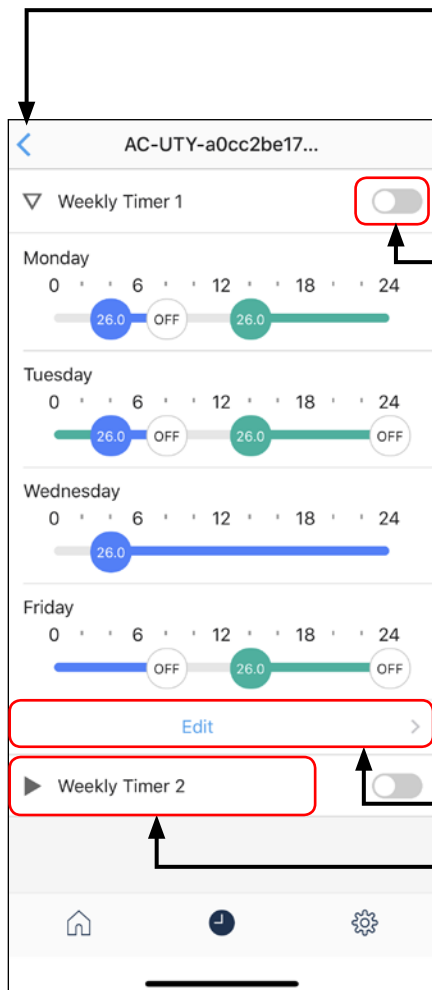 AC-UTY-a0cc2be17...
Weekly Timer 1
Monday
0 6 12 18 24
26.0 OFF 26.0
Tuesday
0 6 12 18 24
26.0 OFF 26.0 OFF
Wednesday
0 6 12 18 24
26.0
Friday
0 6 12 18 24
OFF 26.0 OFF
Edit
Weekly Timer 2